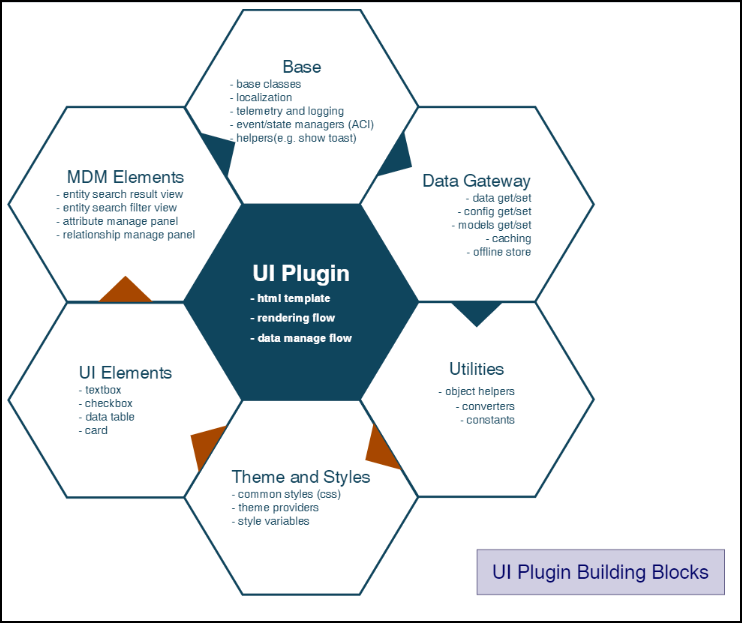 Base
- base classes
- localization
- telemetry and logging
- event/state managers (ACI)
- helpers(e.g. show toast)
MDM Elements
- entity search result view
- entity search filter view
- attribute manage panel
- relationship manage panel
Data Gateway
- data get/set
- config get/set
- models get/set
- caching
- offline store
UI Plugin
- html template
- rendering flow
- data manage flow
UI Elements
- textbox
- checkbox
- data table
- card
Utilities
- object helpers
- converters
- constants
Theme and Styles
- common styles (css)
- theme providers
- style variables
UI Plugin Building Blocks